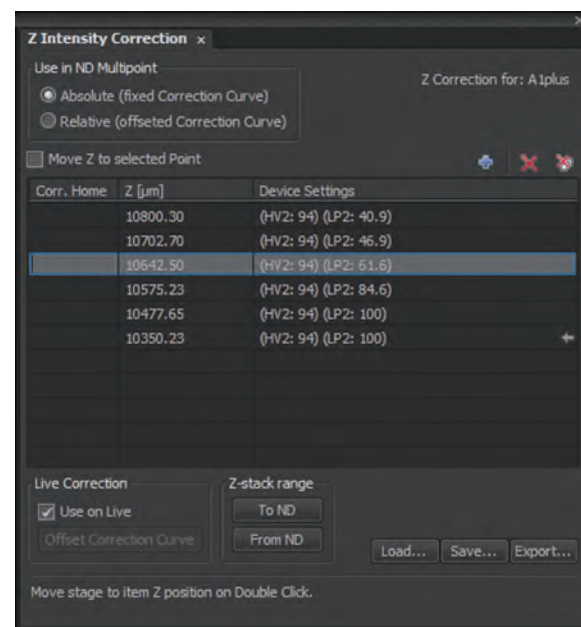 Z Intensity Correction ×
Use in ND Multipoint
Z Correction for: A1plus
Absolute (fixed Correction Curve)
Relative (offseted Correction Curve)
Move Z to selected Point
Corr. Home Z [µm] Device Settings
10800.30 (HV2: 94) (LP2: 40.9)
10702.70 (HV2: 94) (LP2: 46.9)
10642.50 (HV2: 94) (LP2: 61.6)
10575.23 (HV2: 94) (LP2: 84.6)
10477.65 (HV2: 94) (LP2: 100)
10350.23 (HV2: 94) (LP2: 100)
Live Correction Z-stack range
Use on Live To ND
Offset Correction Curve From ND
Load... Save... Export...
Move stage to item Z position on Double Click.